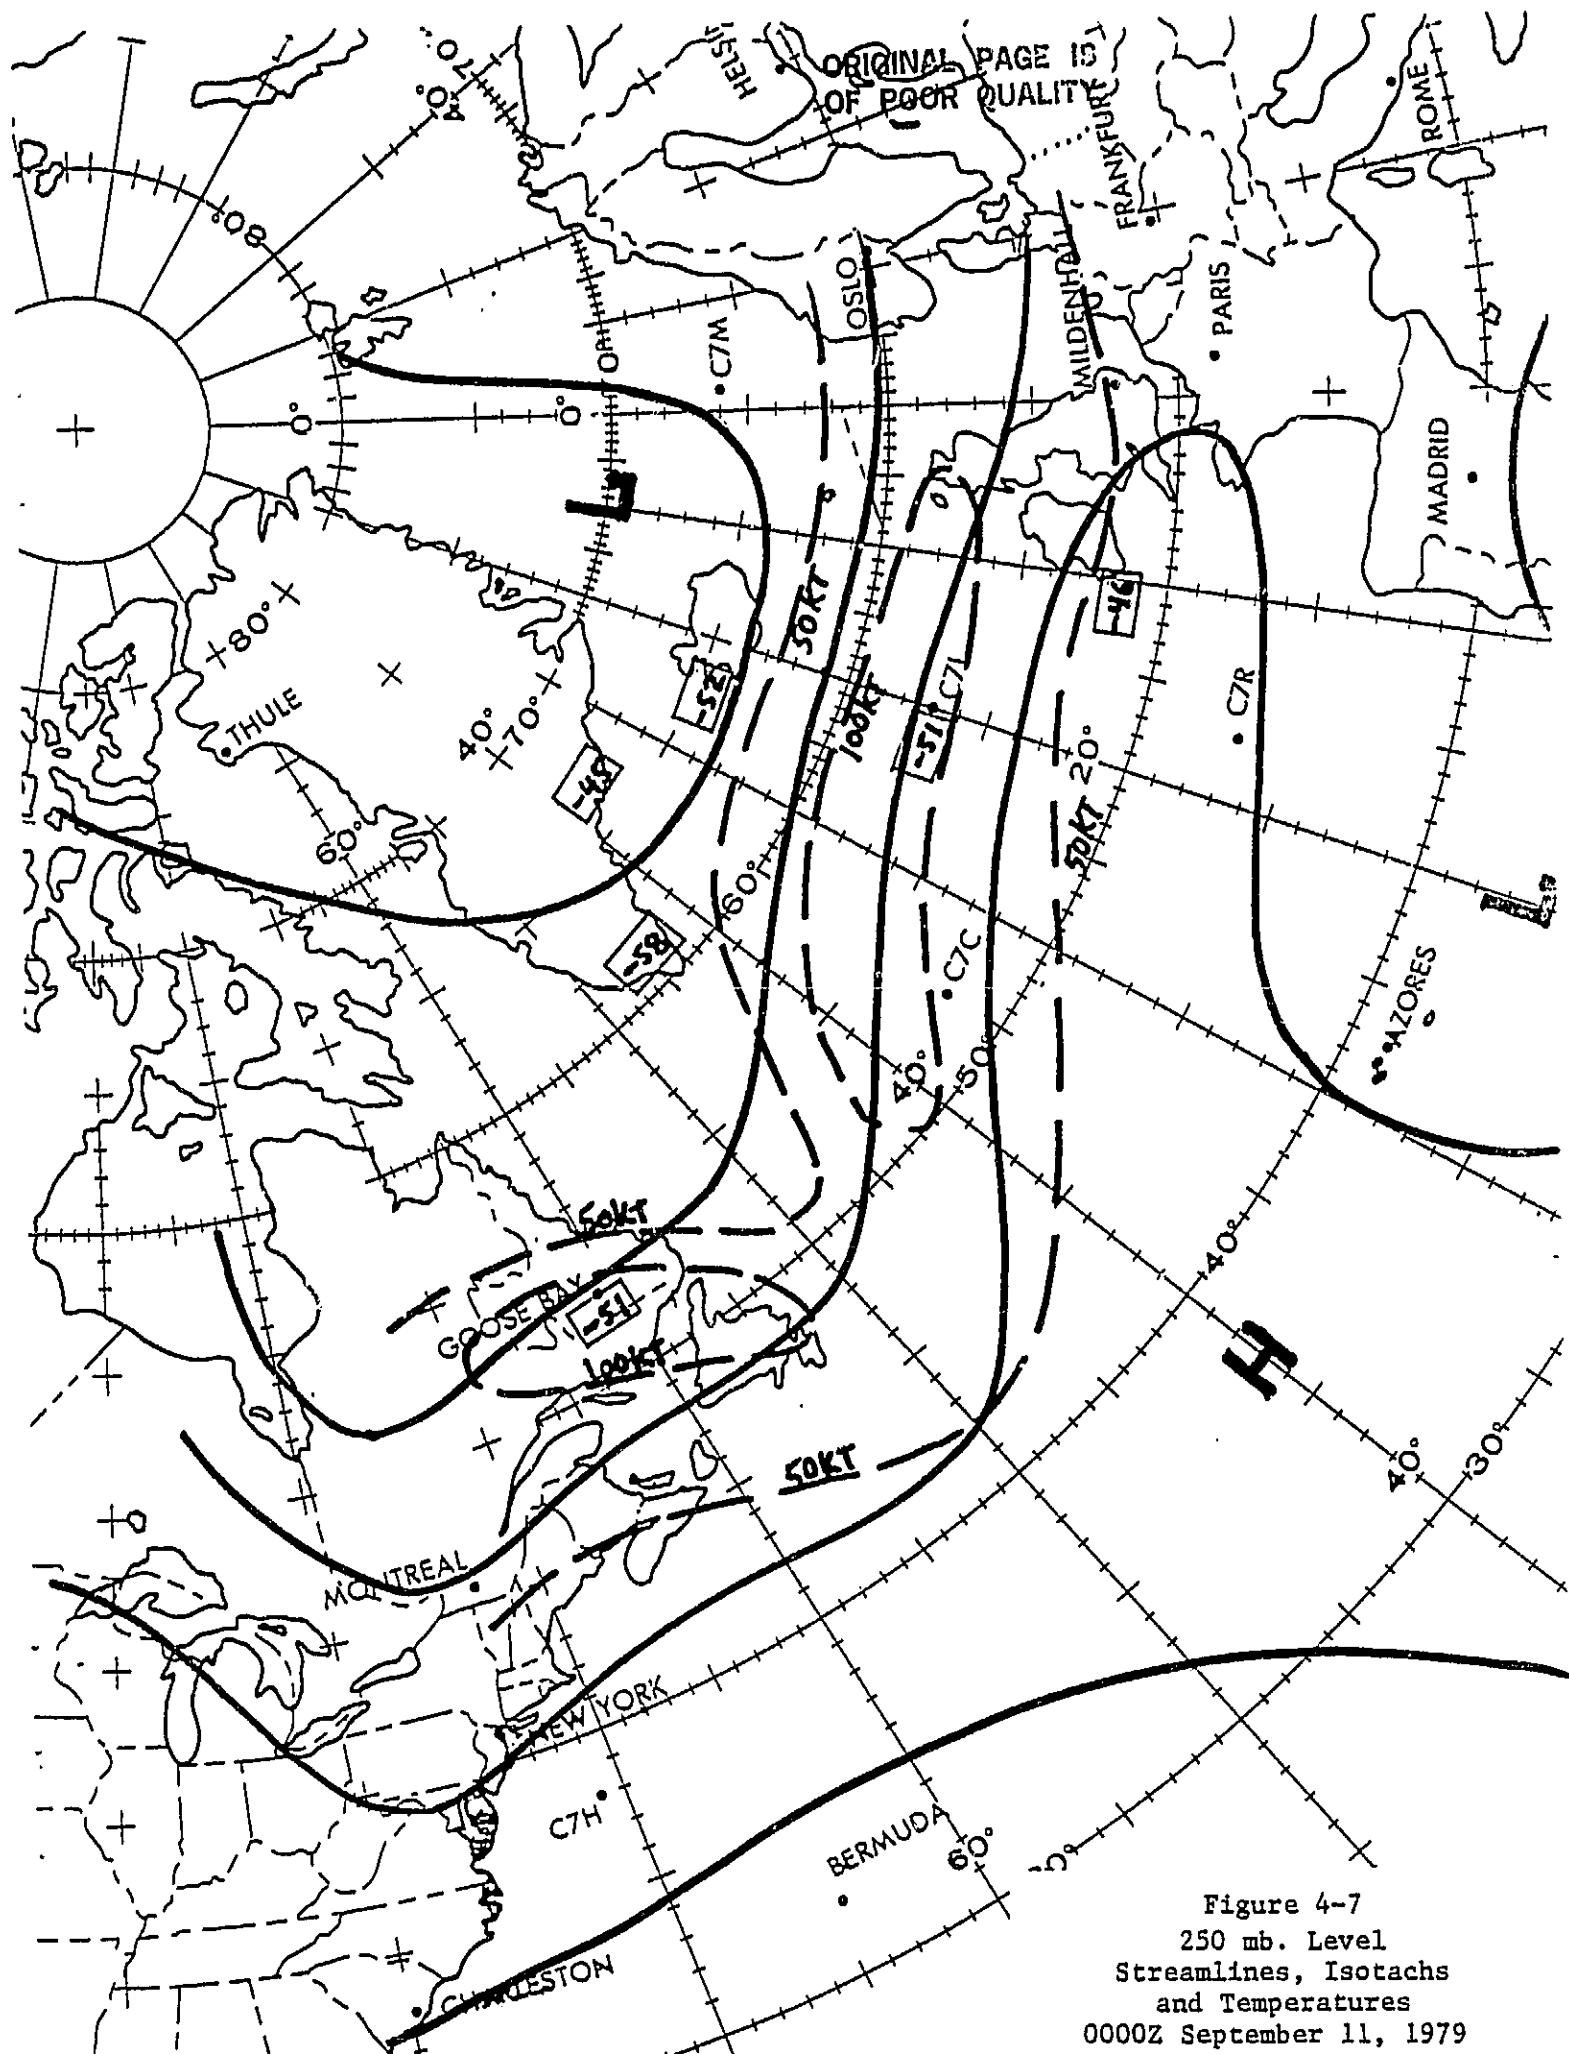 ORIGINAL PAGE IS
OF POOR QUALITY
70
40°
80°
0°
0°
L
C7M
OSLO
FRANKFURT
ROME
MILDENHALL
PARIS
MADRID
80°
THULE
40°
70°
60°
-45
-52
50KT
100KT
-51
C7L
-46
C7R
20°
50KT
60°
-58
C7C
40°
50°
L
AZORES
50KT
GOOSE BAY
-51
100KT
40°
H
50KT
40°
30°
MONTREAL
NEW YORK
C7H
BERMUDA
60°
CHARLESTON
Figure 4-7
250 mb. Level
Streamlines, Isotachs
and Temperatures
0000Z September 11, 1979